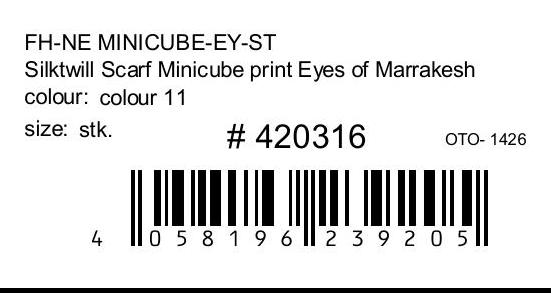 FH-NE MINICUBE-EY-ST
Silktwill Scarf Minicube print Eyes of Marrakesh
colour: colour 11
size: stk.
# 420316
OTO- 1426
4 058196 239205